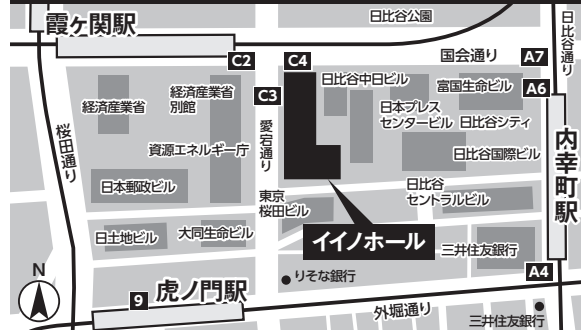 霞ヶ関駅
日比谷公園
日比谷通り
国会通り
C2
C4
A7
C3
A6
経済産業省
経済産業省
別館
日比谷中日ビル
富国生命ビル
日本プレス
センタービル
日比谷シティ
桜田通り
愛宕通り
資源エネルギー庁
日比谷国際ビル
内幸町駅
日本郵政ビル
東京
桜田ビル
日比谷
セントラルビル
日土地ビル
大同生命ビル
イイノホール
三井住友銀行
N
りそな銀行
A4
9
虎ノ門駅
外堀通り
三井住友銀行